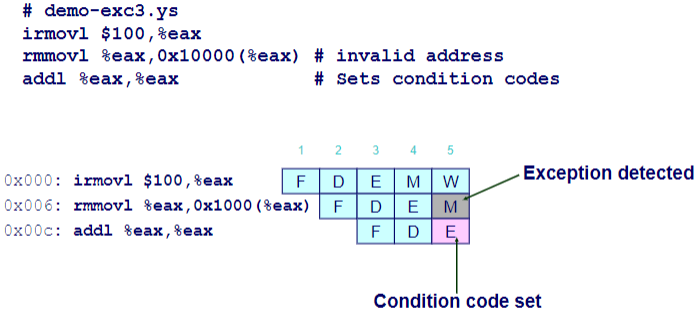 # demo-exc3.ys
irmovl $100,%eax
rmmovl %eax,0x10000(%eax) # invalid address
addl %eax,%eax # Sets condition codes
1 2 3 4 5
0x000: irmovl $100,%eax F D E M W Exception detected
0x006: rmmovl %eax,0x1000(%eax) F D E M
0x00c: addl %eax,%eax F D E
Condition code set